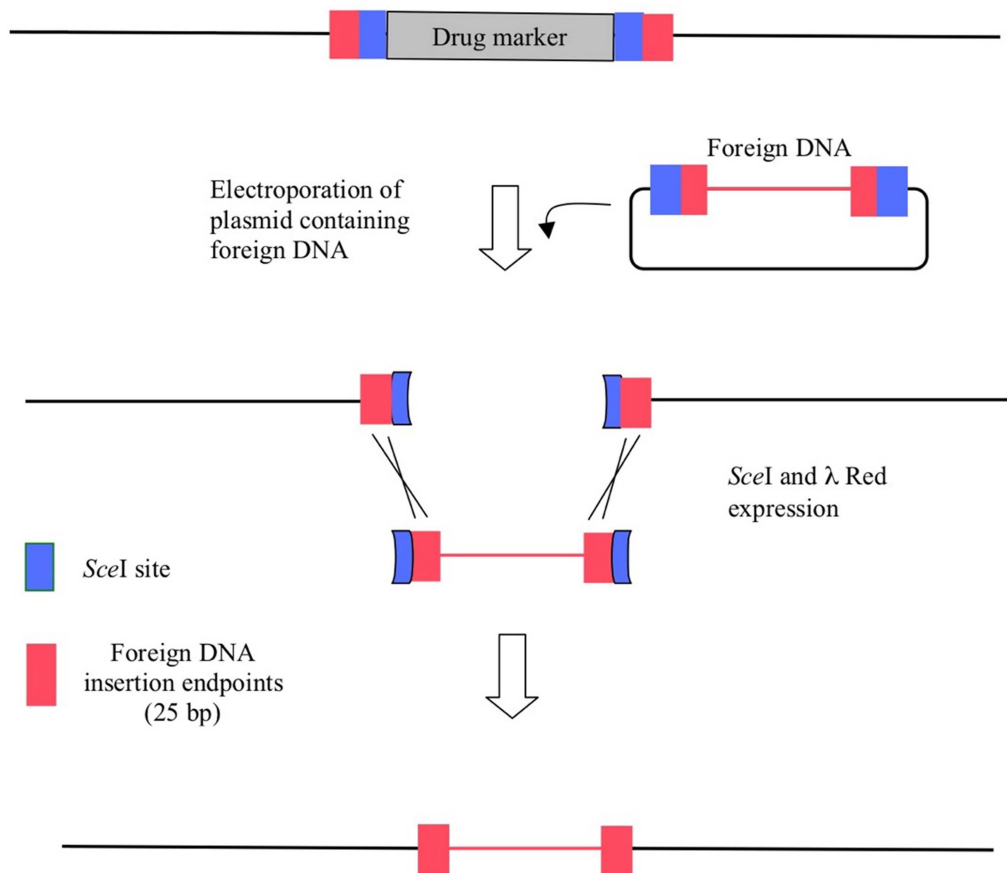 Drug marker
Foreign DNA
Electroporation of
plasmid containing
foreign DNA
SceI and λ Red
expression
SceI site
Foreign DNA
insertion endpoints
(25 bp)